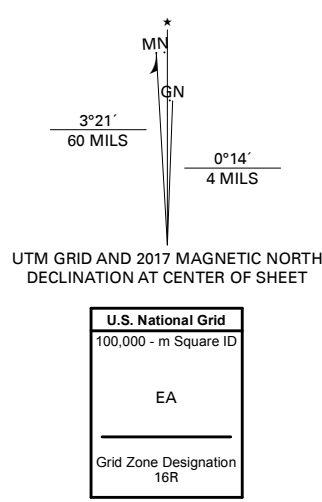 MN
GN
3°21´
60 MILS
0°14´
4 MILS
UTM GRID AND 2017 MAGNETIC NORTH
DECLINATION AT CENTER OF SHEET
U.S. National Grid
100,000 - m Square ID
EA
Grid Zone Designation
16R